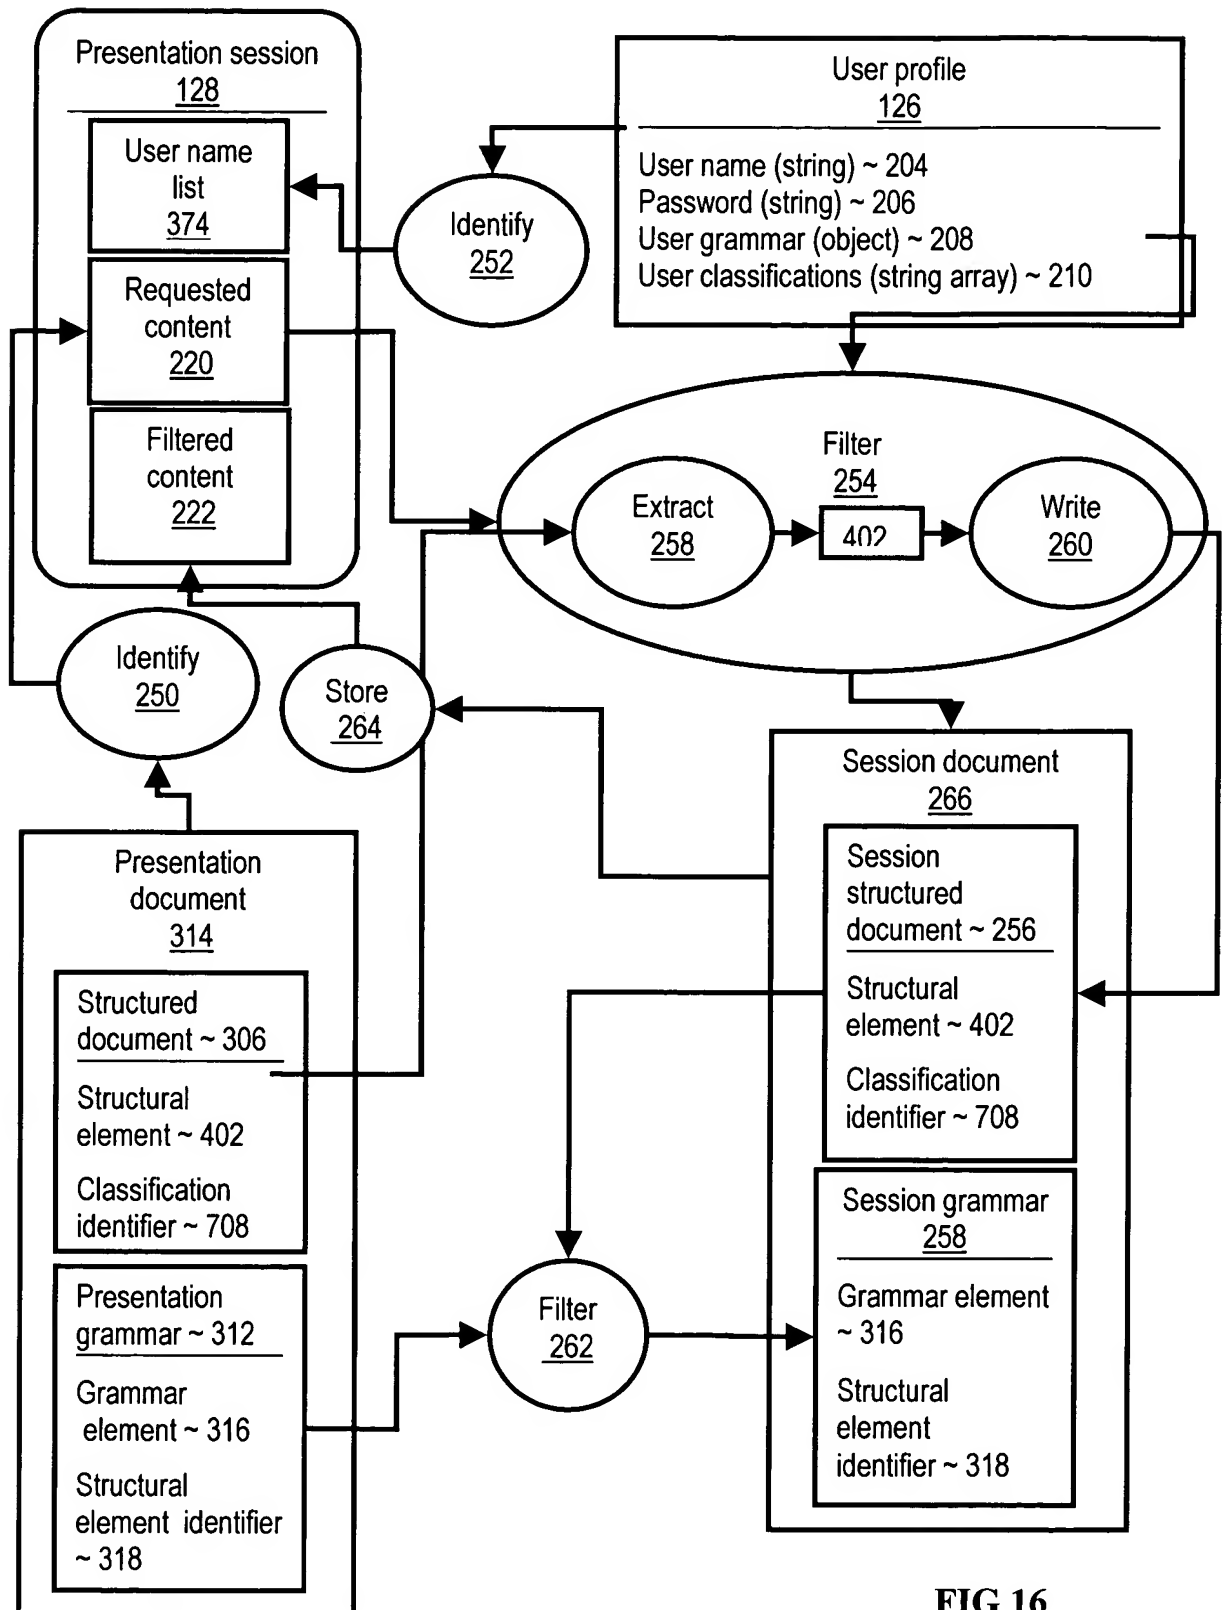 Presentation session
128
User name
list
374
Requested
content
220
Filtered
content
222
User profile
126
User name (string) ~ 204
Password (string) ~ 206
User grammar (object) ~ 208
User classifications (string array) ~ 210
Identify
252
Filter
254
Extract
258
402
Write
260
Identify
250
Store
264
Session document
266
Session
structured
document ~ 256
Structural
element ~ 402
Classification
identifier ~ 708
Session grammar
258
Grammar element
~ 316
Structural
element
identifier ~ 318
Presentation
document
314
Structured
document ~ 306
Structural
element ~ 402
Classification
identifier ~ 708
Presentation
grammar ~ 312
Grammar
element ~ 316
Structural
element identifier
~ 318
Filter
262
FIG 16